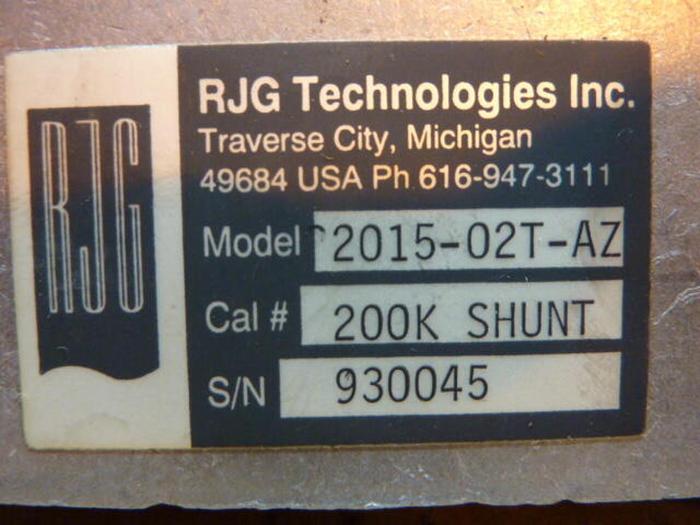 RJG
RJG Technologies Inc.
Traverse City, Michigan
49684 USA Ph 616-947-3111
Model 2015-02T-AZ
Cal # 200K SHUNT
S/N 930045